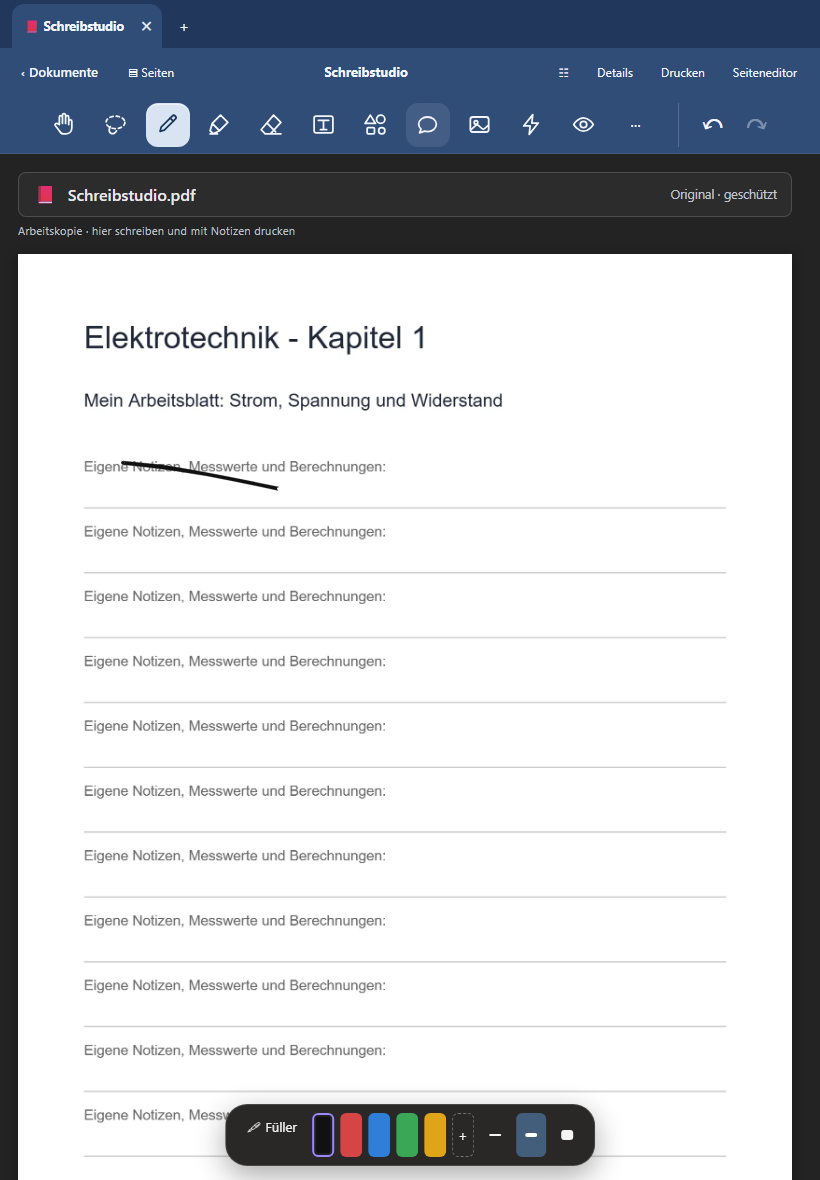 Schreibstudio × +
‹ Dokumente Seiten Schreibstudio Details Drucken Seiteneditor
Schreibstudio.pdf Original · geschützt
Arbeitskopie · hier schreiben und mit Notizen drucken
Elektrotechnik - Kapitel 1
Mein Arbeitsblatt: Strom, Spannung und Widerstand
Eigene Notizen, Messwerte und Berechnungen:
Eigene Notizen, Messwerte und Berechnungen:
Eigene Notizen, Messwerte und Berechnungen:
Eigene Notizen, Messwerte und Berechnungen:
Eigene Notizen, Messwerte und Berechnungen:
Eigene Notizen, Messwerte und Berechnungen:
Eigene Notizen, Messwerte und Berechnungen:
Eigene Notizen, Messwerte und Berechnungen:
Eigene Notizen, Messwerte und Berechnungen:
Eigene Notizen, Messwerte und Berechnungen:
Eigene Notizen,
Füller +